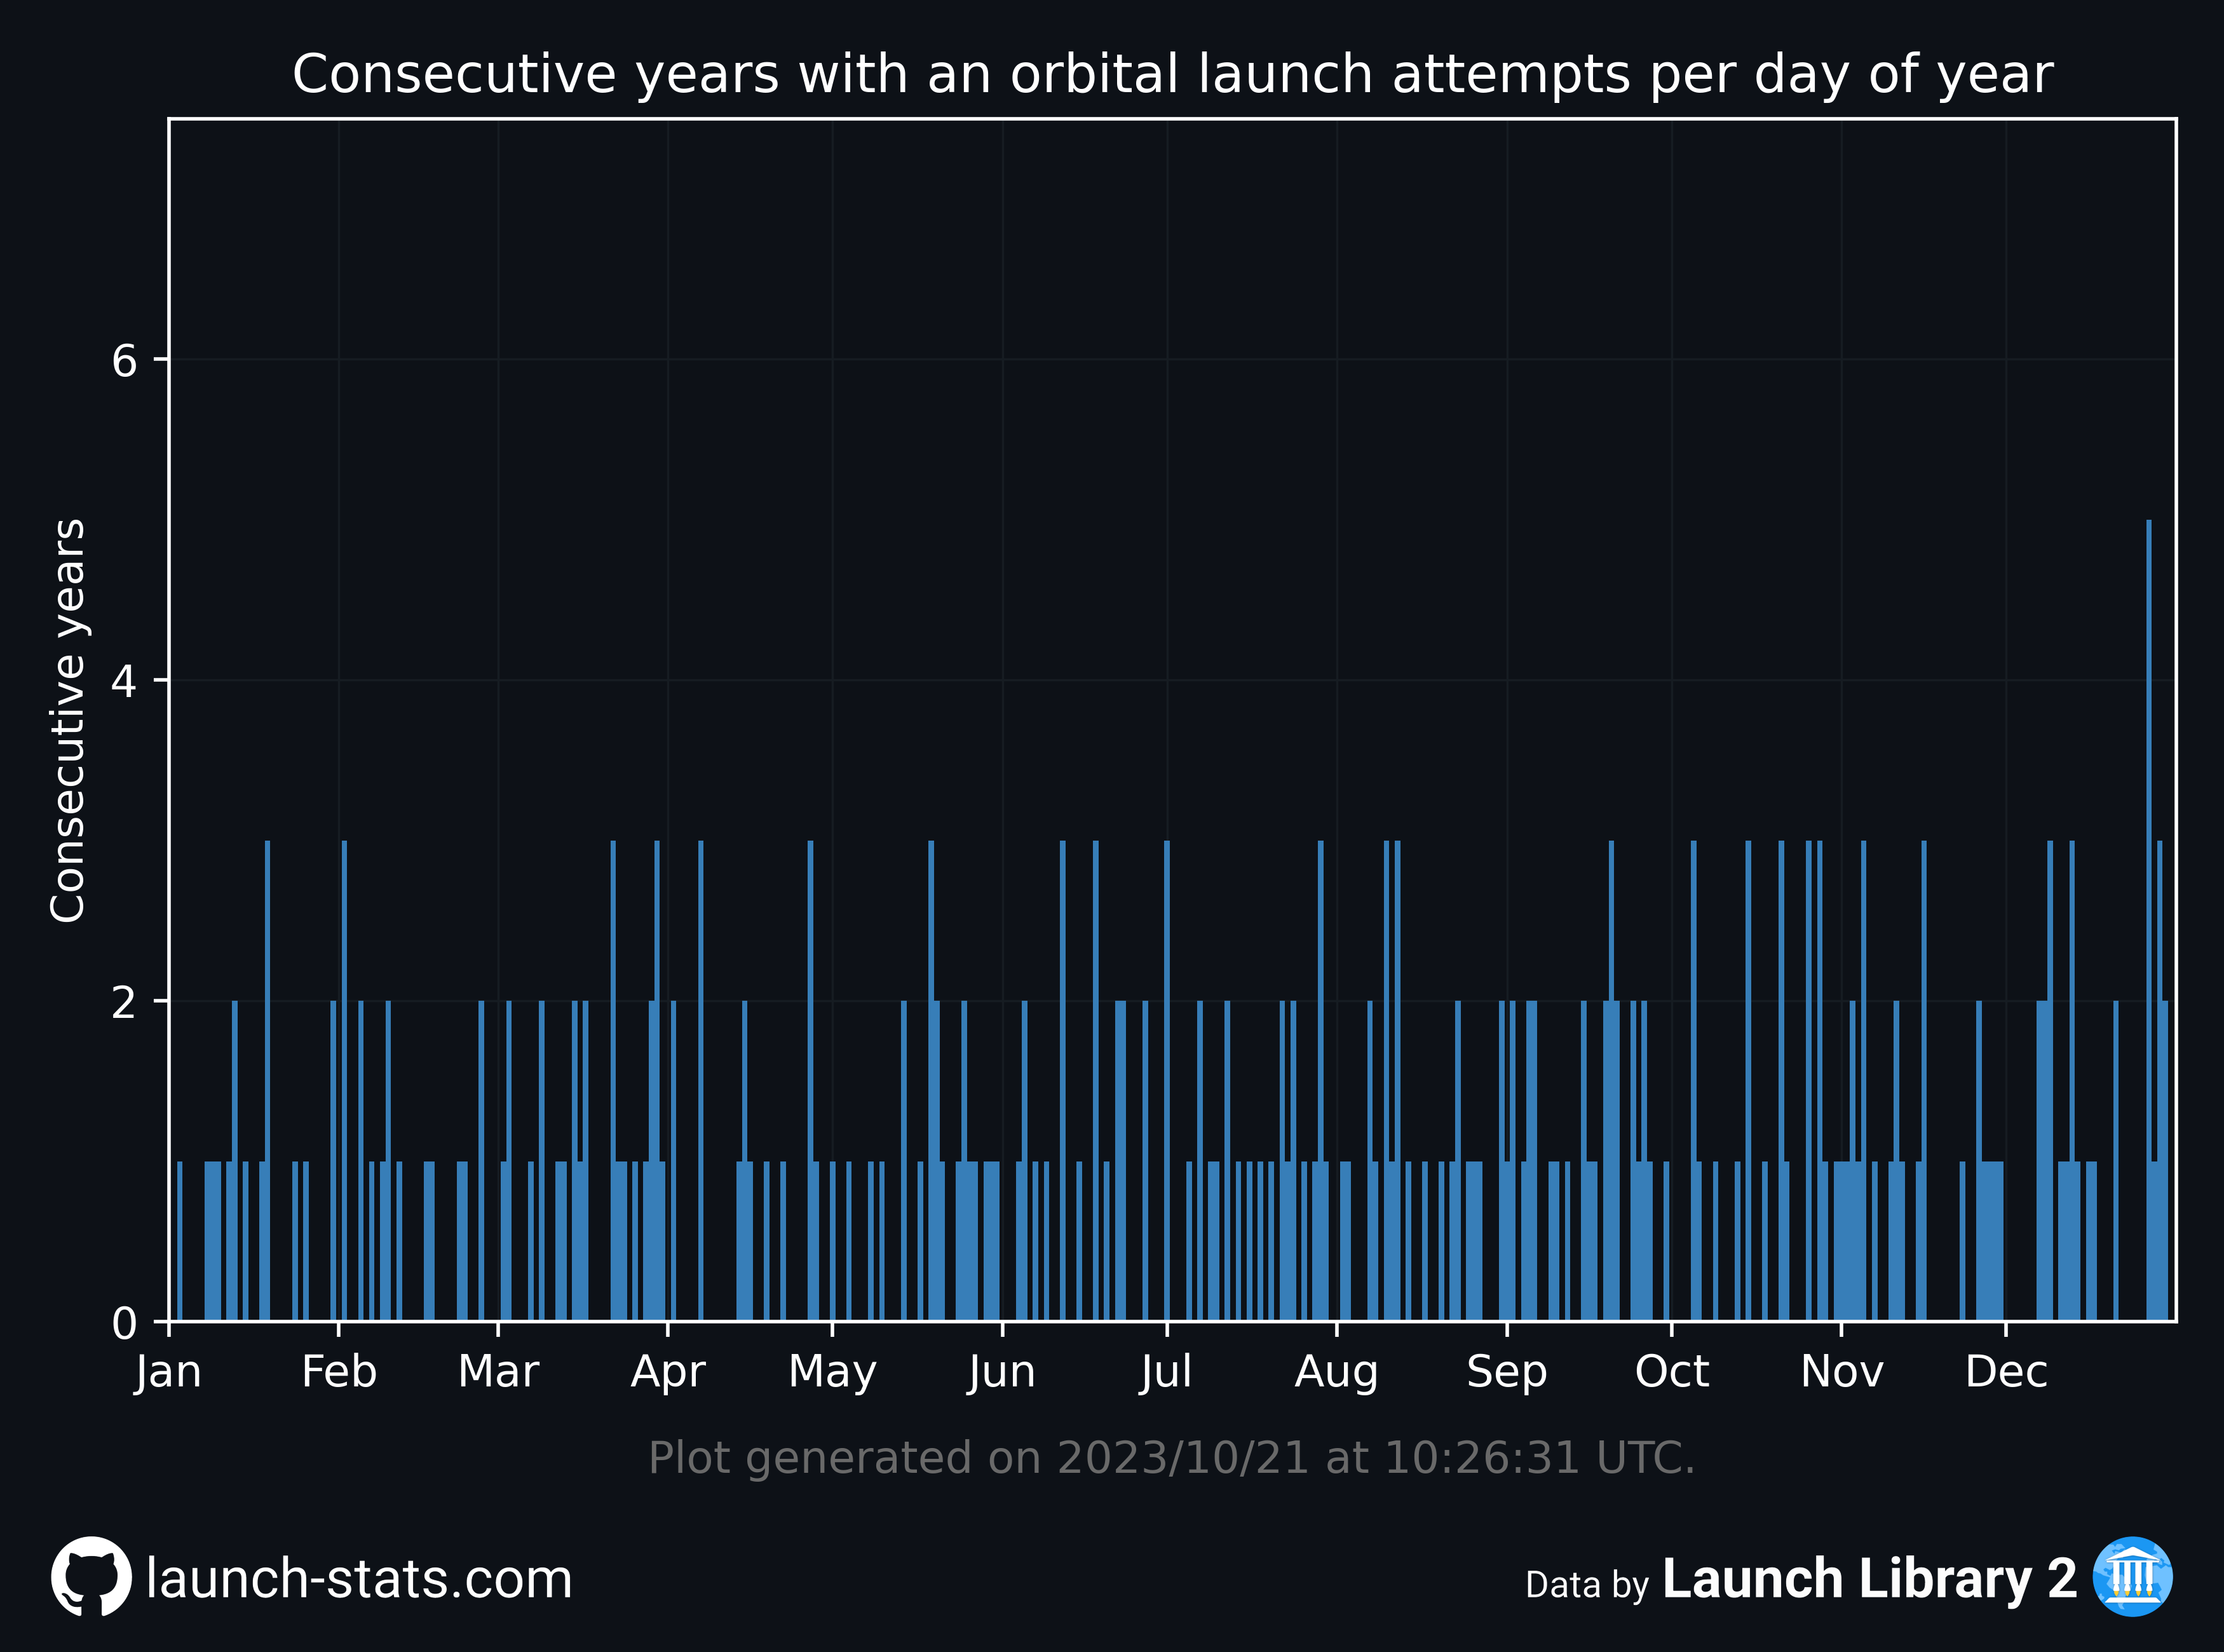 Consecutive years with an orbital launch attempts per day of year
Consecutive years
6
4
2
0
Jan Feb Mar Apr May Jun Jul Aug Sep Oct Nov Dec
Plot generated on 2023/10/21 at 10:26:31 UTC.
launch-stats.com
Data by Launch Library 2